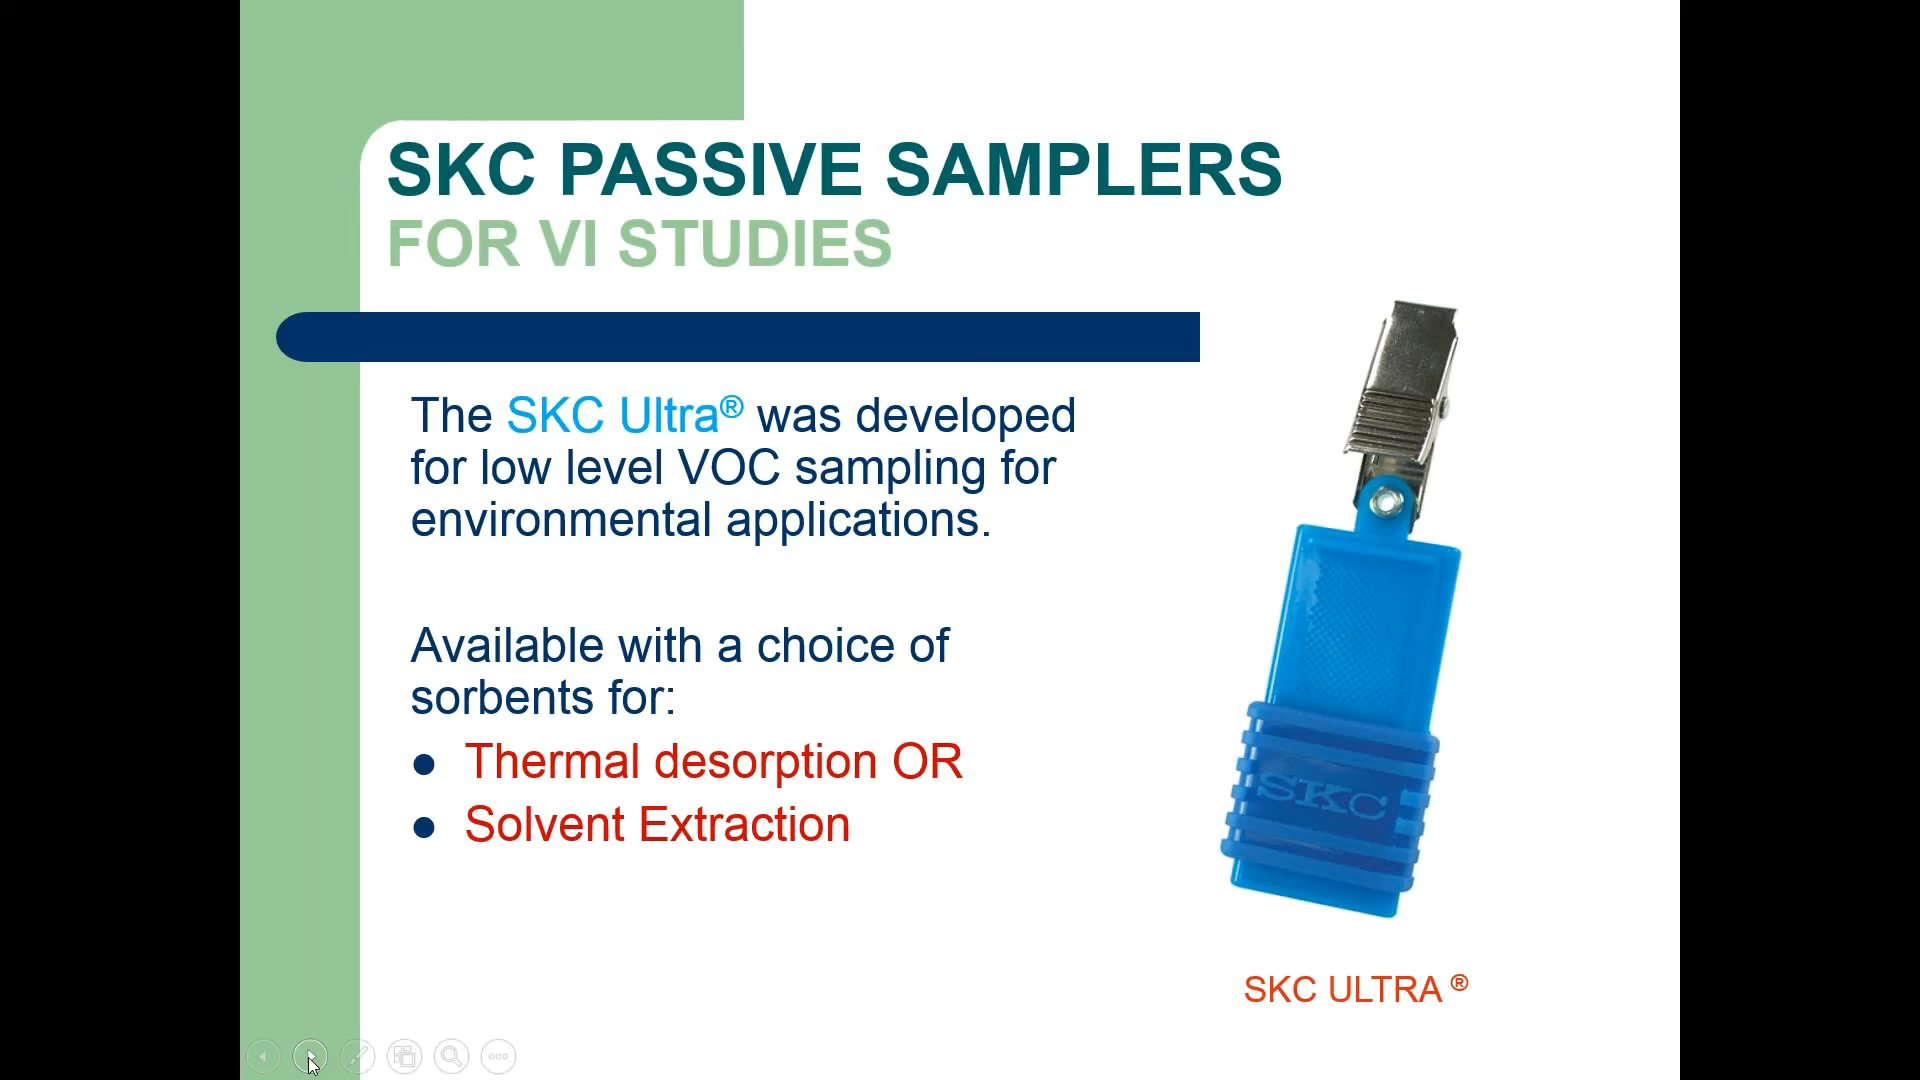 SKC PASSIVE SAMPLERS
FOR VI STUDIES
The SKC Ultra® was developed
for low level VOC sampling for
environmental applications.
Available with a choice of
sorbents for:
● Thermal desorption OR
● Solvent Extraction
SKC
SKC ULTRA ®